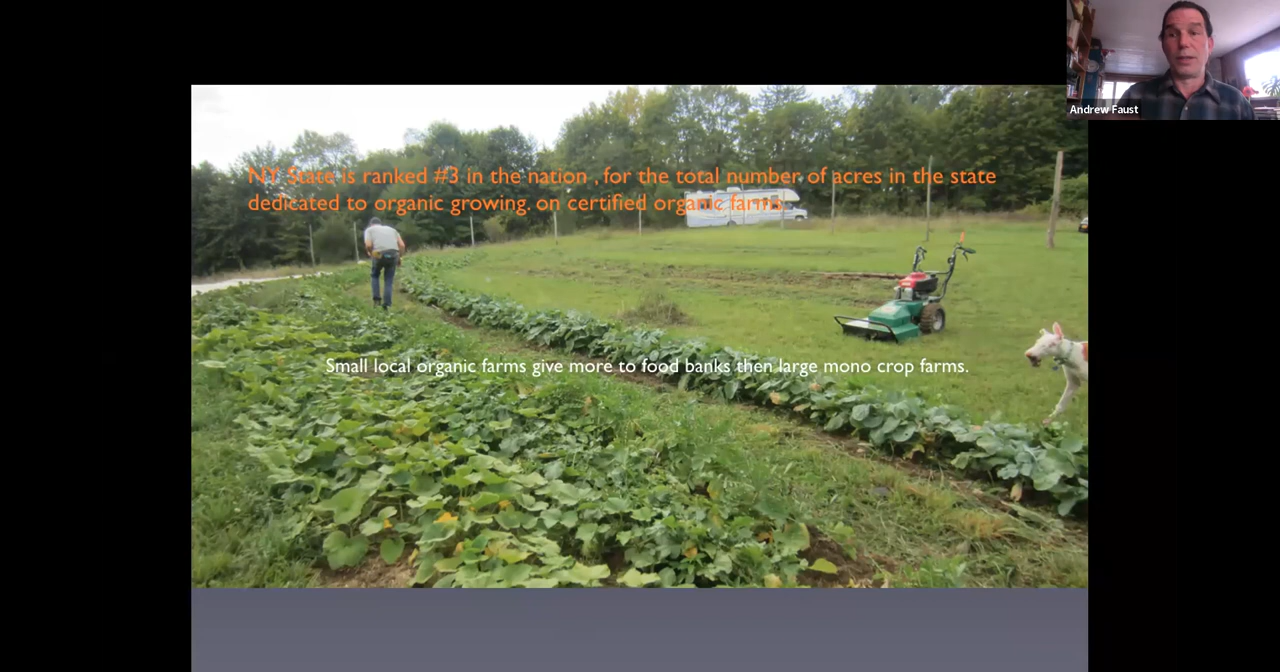 Andrew Faust
NY State is ranked #3 in the nation , for the total number of acres in the state
dedicated to organic growing. on certified organic farms.
Small local organic farms give more to food banks then large mono crop farms.